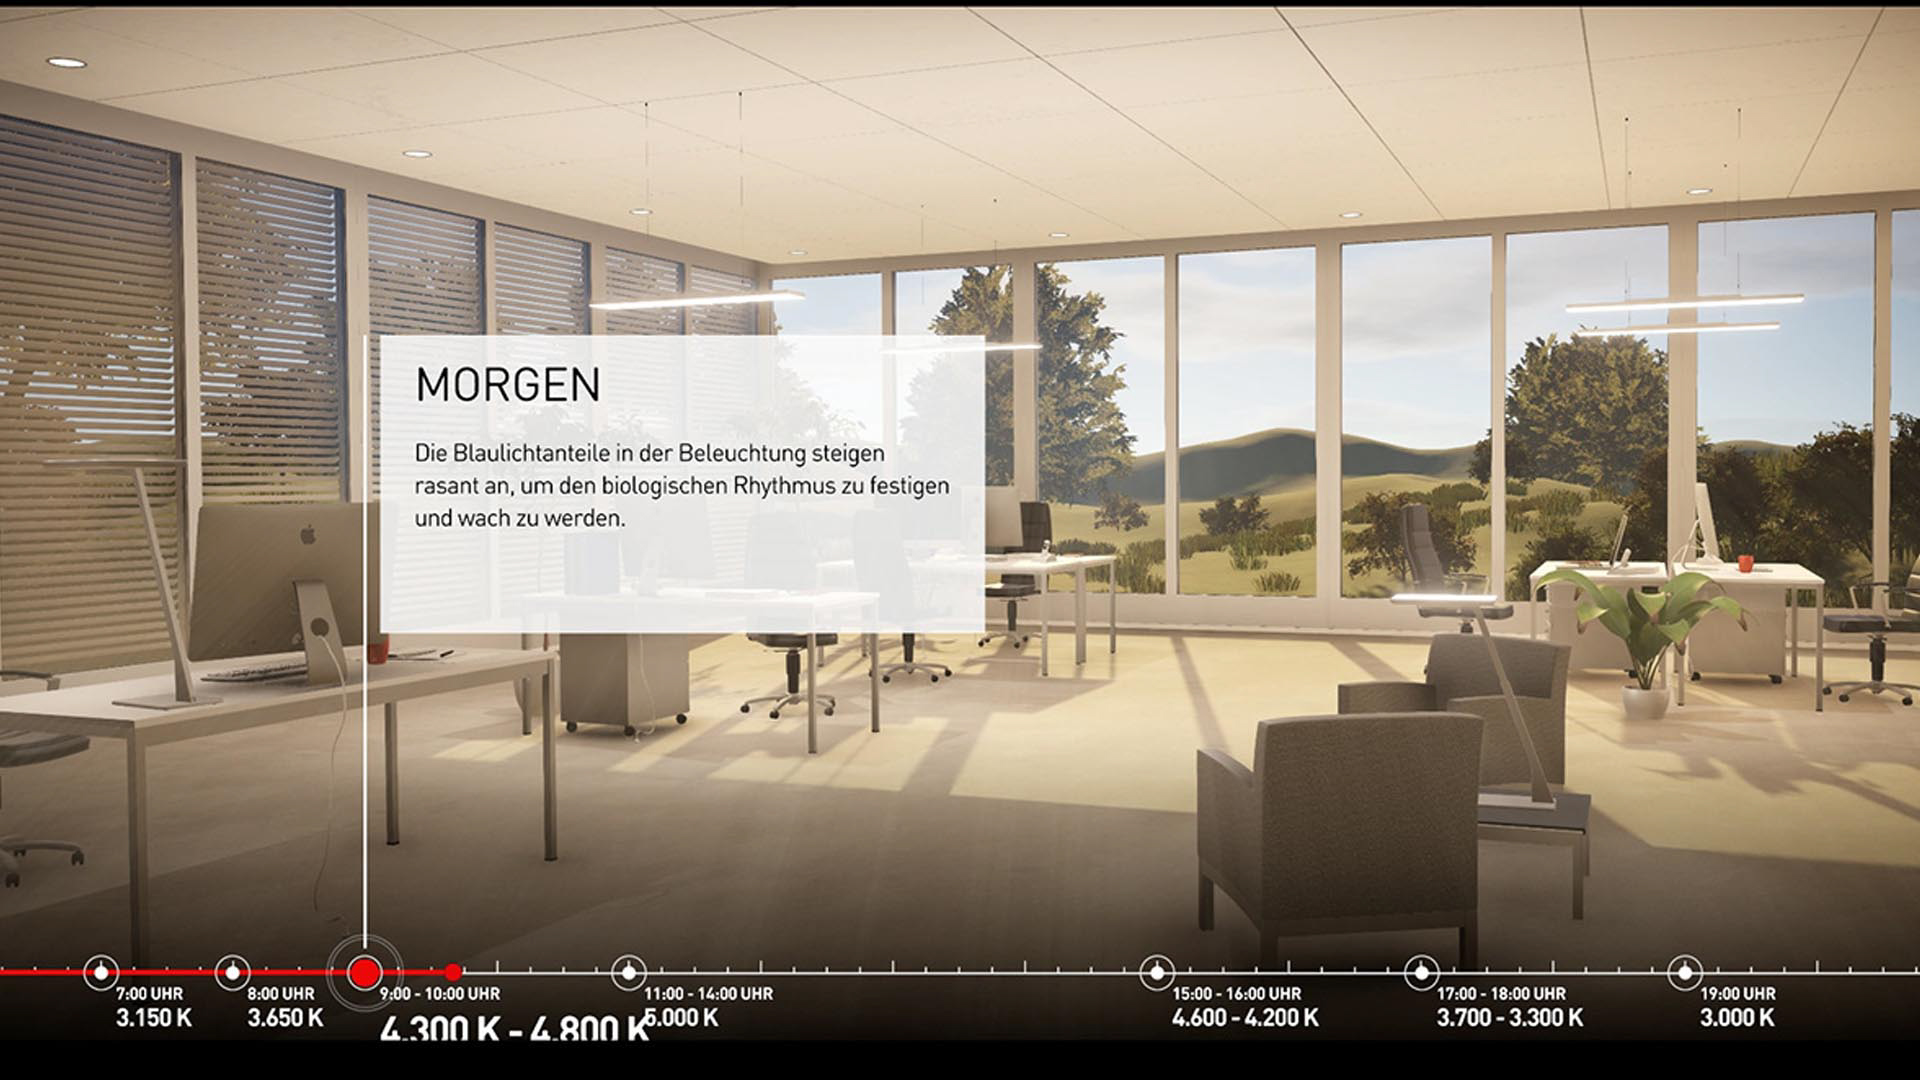 MORGEN
Die Blaulichtanteile in der Beleuchtung steigen
rasant an, um den biologischen Rhythmus zu festigen
und wach zu werden.
7:00 UHR
3.150 K
8:00 UHR
3.650 K
9:00 - 10:00 UHR
4.300 K - 4.800 K
11:00 - 14:00 UHR
5.000 K
15:00 - 16:00 UHR
4.600 - 4.200 K
17:00 - 18:00 UHR
3.700 - 3.300 K
19:00 UHR
3.000 K